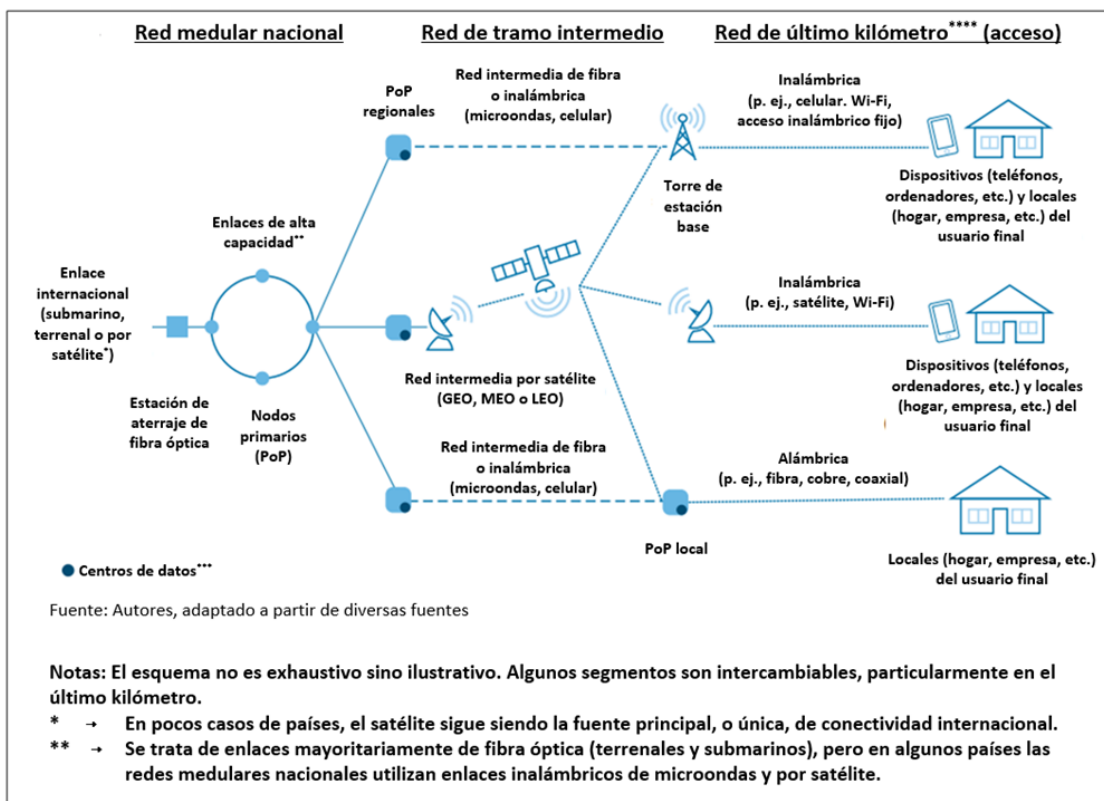 Red medular nacional
Red de tramo intermedio
Red de último kilómetro**** (acceso)
PoP
regionales
Red intermedia de fibra
o inalámbrica
(microondas, celular)
Inalámbrica
(p. ej., celular. Wi-Fi,
acceso inalámbrico fijo)
Torre de
estación
base
Dispositivos (teléfonos,
ordenadores, etc.) y locales
(hogar, empresa, etc.) del
usuario final
Enlaces de alta
capacidad**
Enlace
internacional
(submarino,
terrenal o por
satélite*)
Estación de
aterraje de
fibra óptica
Nodos
primarios
(PoP)
Red intermedia por satélite
(GEO, MEO o LEO)
Inalámbrica
(p. ej., satélite, Wi-Fi)
Dispositivos (teléfonos,
ordenadores, etc.) y locales
(hogar, empresa, etc.) del
usuario final
Red intermedia de fibra
o inalámbrica
(microondas, celular)
Alámbrica
(p. ej., fibra, cobre, coaxial)
PoP local
Locales (hogar, empresa, etc.)
del usuario final
Centros de datos***
Fuente: Autores, adaptado a partir de diversas fuentes
Notas: El esquema no es exhaustivo sino ilustrativo. Algunos segmentos son intercambiables, particularmente en el
último kilómetro.
* → En pocos casos de países, el satélite sigue siendo la fuente principal, o única, de conectividad internacional.
** → Se trata de enlaces mayoritariamente de fibra óptica (terrenales y submarinos), pero en algunos países las
redes medulares nacionales utilizan enlaces inalámbricos de microondas y por satélite.